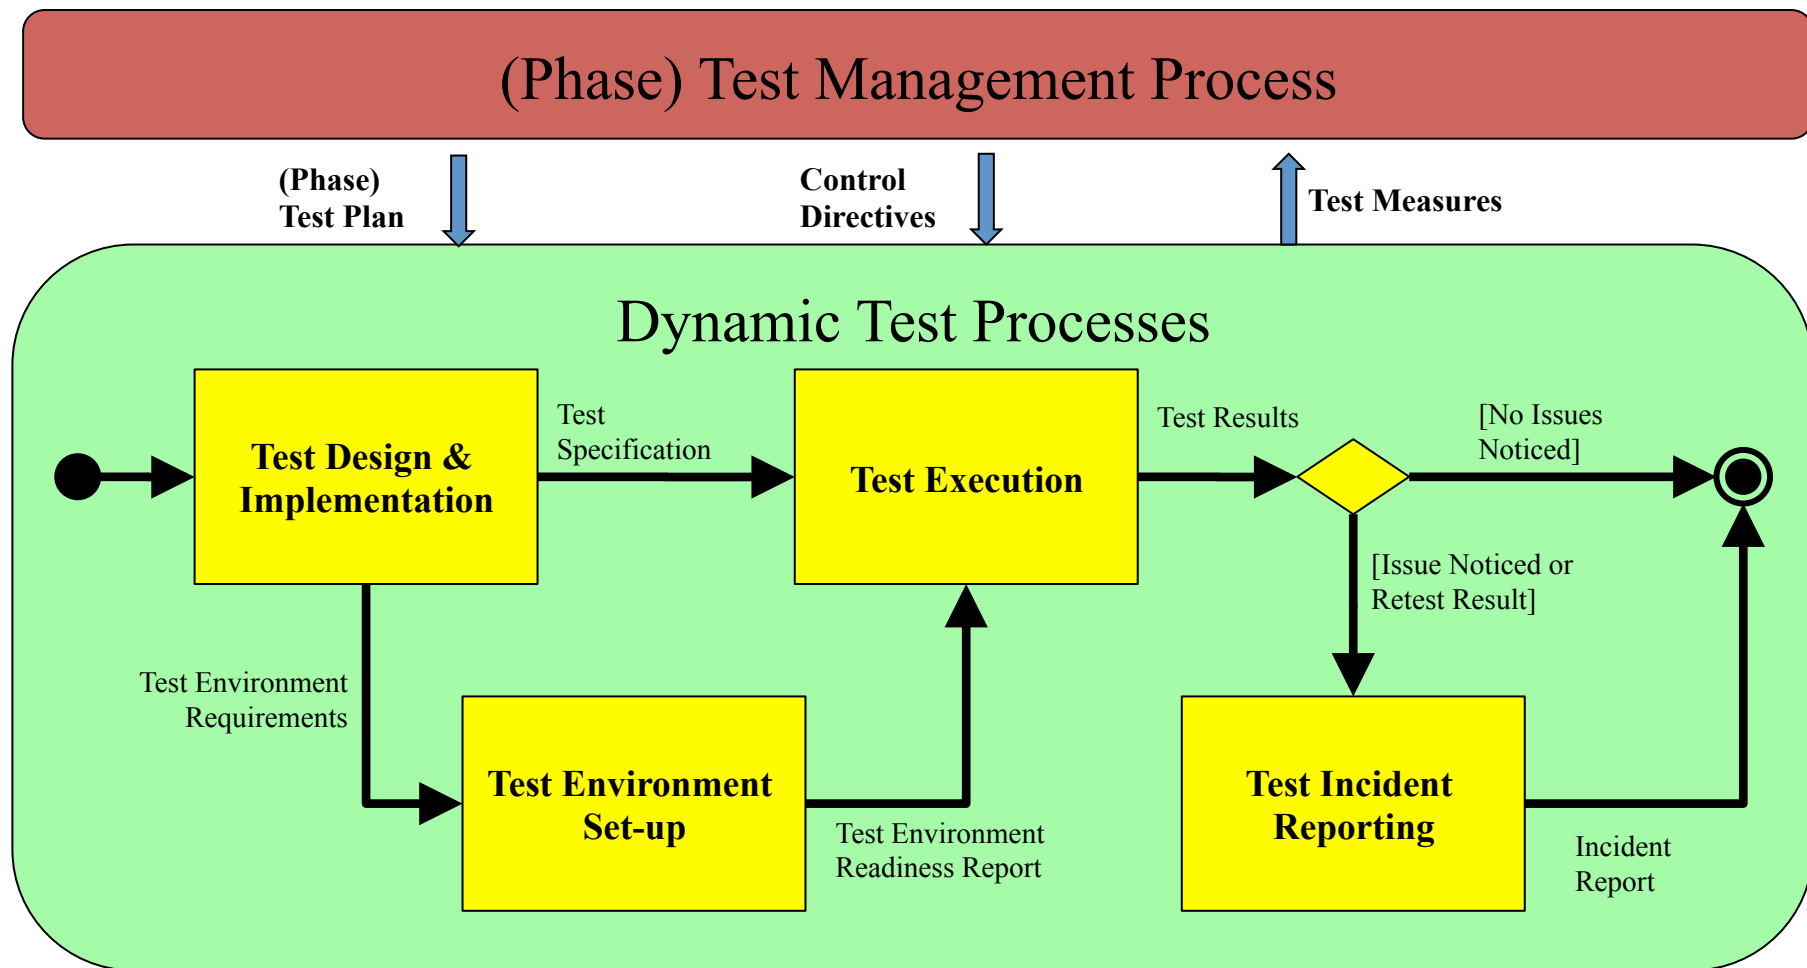 (Phase) Test Management Process
(Phase)
Test Plan
Control
Directives
Test Measures
Dynamic Test Processes
Test Design &
Implementation
Test
Specification
Test Execution
Test Results
[No Issues
Noticed]
[Issue Noticed or
Retest Result]
Test Environment
Requirements
Test Environment
Set-up
Test Environment
Readiness Report
Test Incident
Reporting
Incident
Report